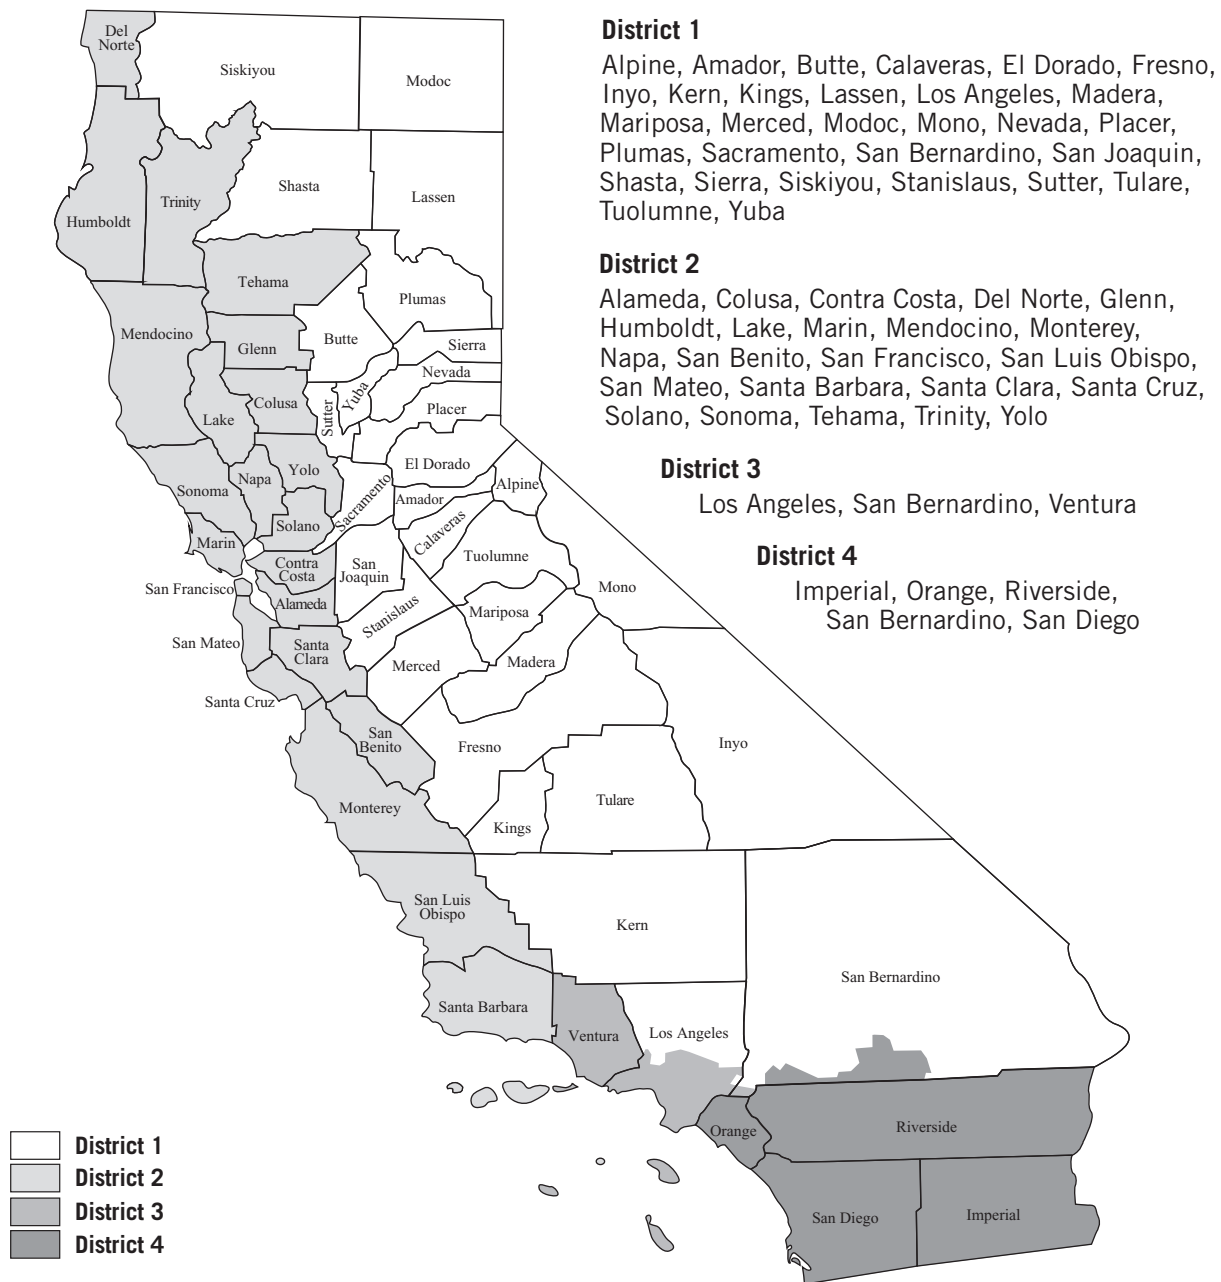 Del
Norte
Siskiyou
Modoc
Shasta
Lassen
Trinity
Humboldt
Tehama
Plumas
Mendocino
Butte
Glenn
Sierra
Nevada
Yuba
Sutter
Colusa
Placer
Lake
El Dorado
Yolo
Napa
Alpine
Sonoma
Amador
Sacramento
Solano
Calaveras
Marin
Tuolumne
Contra
Costa
San
Joaquin
San Francisco
Mono
Alameda
Stanislaus
Mariposa
San Mateo
Santa
Clara
Merced
Madera
Santa Cruz
San
Benito
Fresno
Inyo
Monterey
Tulare
Kings
San Luis
Obispo
Kern
San Bernardino
Santa Barbara
Ventura
Los Angeles
Orange
Riverside
San Diego
Imperial
District 1
Alpine, Amador, Butte, Calaveras, El Dorado, Fresno,
Inyo, Kern, Kings, Lassen, Los Angeles, Madera,
Mariposa, Merced, Modoc, Mono, Nevada, Placer,
Plumas, Sacramento, San Bernardino, San Joaquin,
Shasta, Sierra, Siskiyou, Stanislaus, Sutter, Tulare,
Tuolumne, Yuba
District 2
Alameda, Colusa, Contra Costa, Del Norte, Glenn,
Humboldt, Lake, Marin, Mendocino, Monterey,
Napa, San Benito, San Francisco, San Luis Obispo,
San Mateo, Santa Barbara, Santa Clara, Santa Cruz,
Solano, Sonoma, Tehama, Trinity, Yolo
District 3
Los Angeles, San Bernardino, Ventura
District 4
Imperial, Orange, Riverside,
San Bernardino, San Diego
District 1
District 2
District 3
District 4